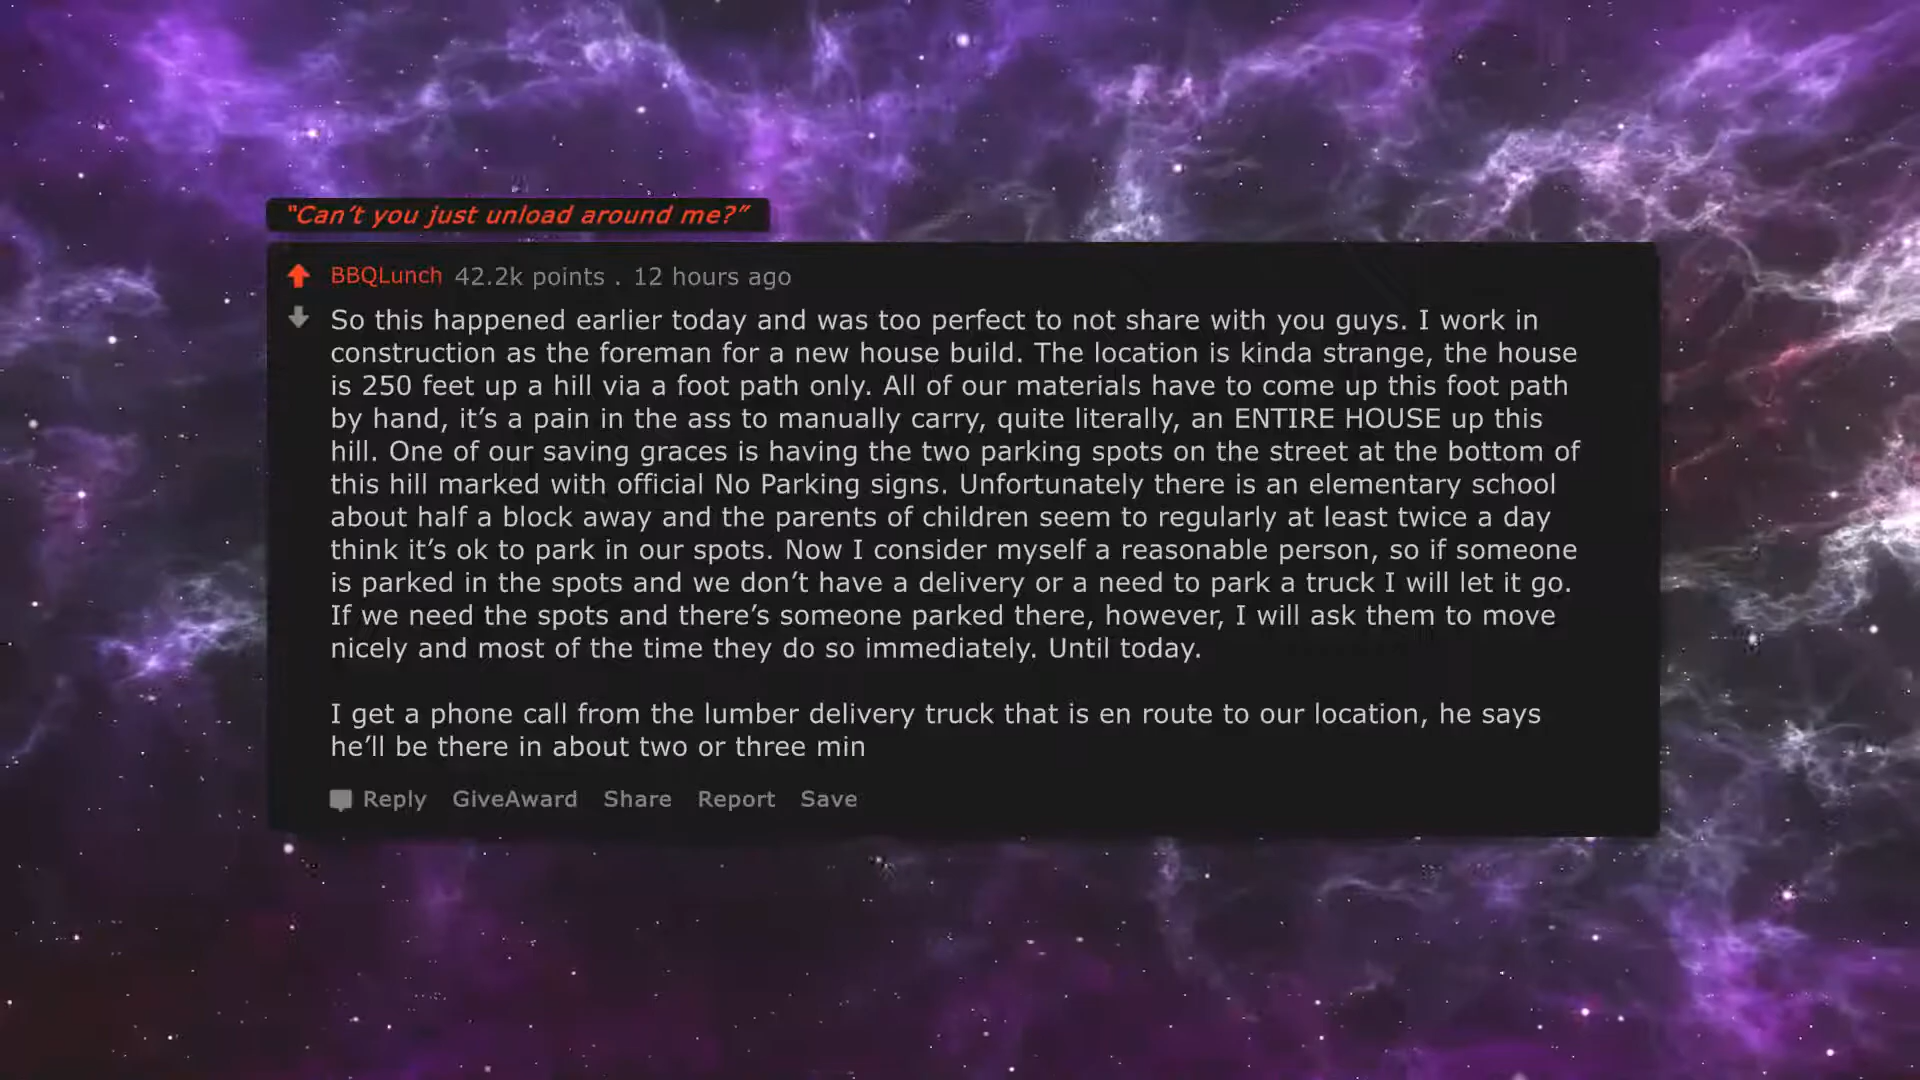 "Can't you just unload around me?"
BBQLunch 42.2k points . 12 hours ago
So this happened earlier today and was too perfect to not share with you guys. I work in
construction as the foreman for a new house build. The location is kinda strange, the house
is 250 feet up a hill via a foot path only. All of our materials have to come up this foot path
by hand, it's a pain in the ass to manually carry, quite literally, an ENTIRE HOUSE up this
hill. One of our saving graces is having the two parking spots on the street at the bottom of
this hill marked with official No Parking signs. Unfortunately there is an elementary school
about half a block away and the parents of children seem to regularly at least twice a day
think it's ok to park in our spots. Now I consider myself a reasonable person, so if someone
is parked in the spots and we don't have a delivery or a need to park a truck I will let it go.
If we need the spots and there's someone parked there, however, I will ask them to move
nicely and most of the time they do so immediately. Until today.
I get a phone call from the lumber delivery truck that is en route to our location, he says
he'll be there in about two or three min
Reply GiveAward Share Report Save